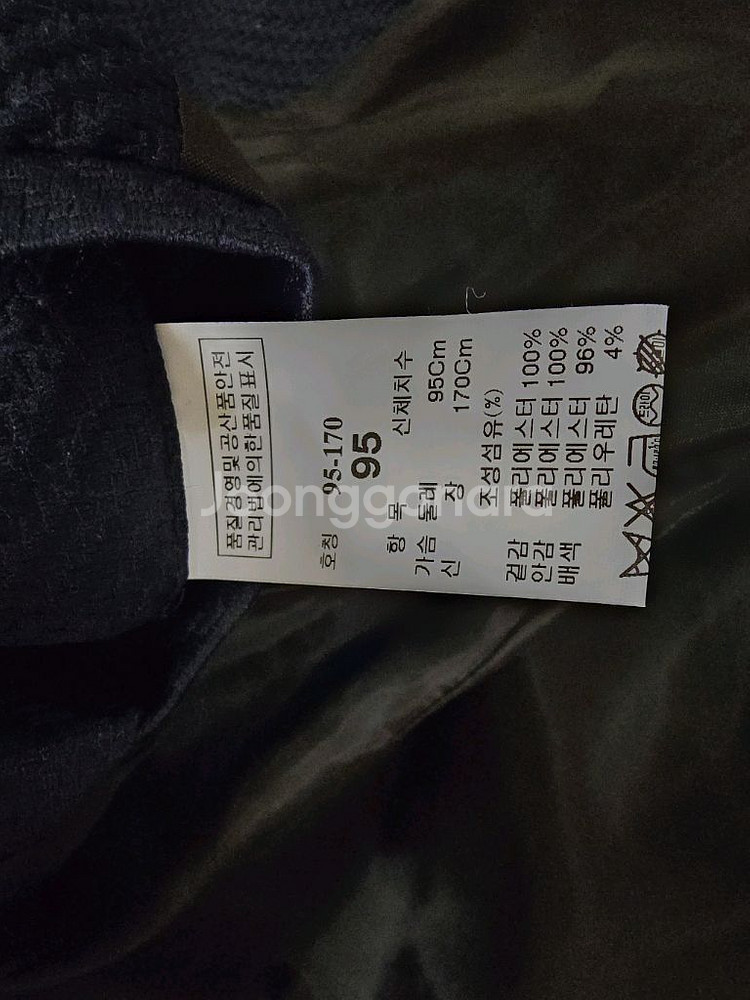 품질경영및 공산품안전
관리법에의한품질 표시
호칭 95-170
95
항 목 신체치수
가슴 둘레 95Cm
신 장 170Cm
조성섬유(%)
겉감 폴리에스터 100%
안감 폴리에스터 100%
배색 폴리에스터 96%
폴리우레탄 4%
Joonggonara